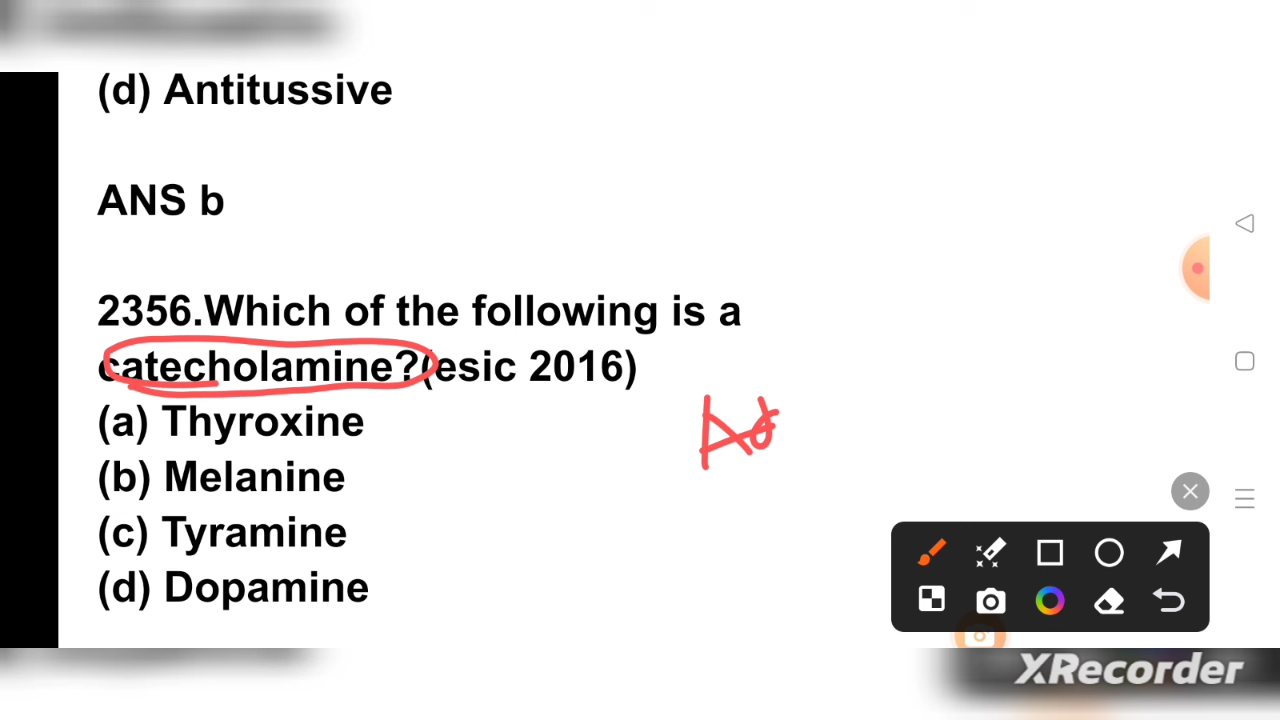 (d) Antitussive
ANS b
2356.Which of the following is a
catecholamine?(esic 2016)
(a) Thyroxine
(b) Melanine
(c) Tyramine
(d) Dopamine
XRecorder